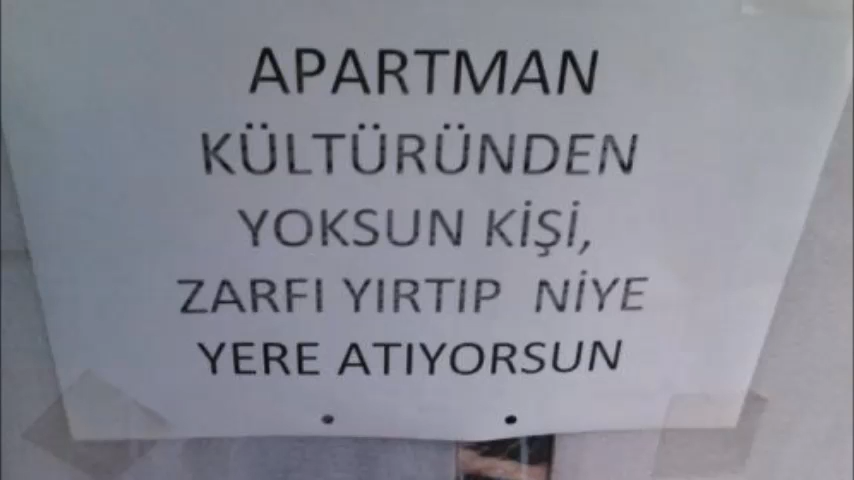 APARTMAN
KÜLTÜRÜNDEN
YOKSUN KİŞİ,
ZARFI YIRTIP NİYE
YERE ATIYORSUN